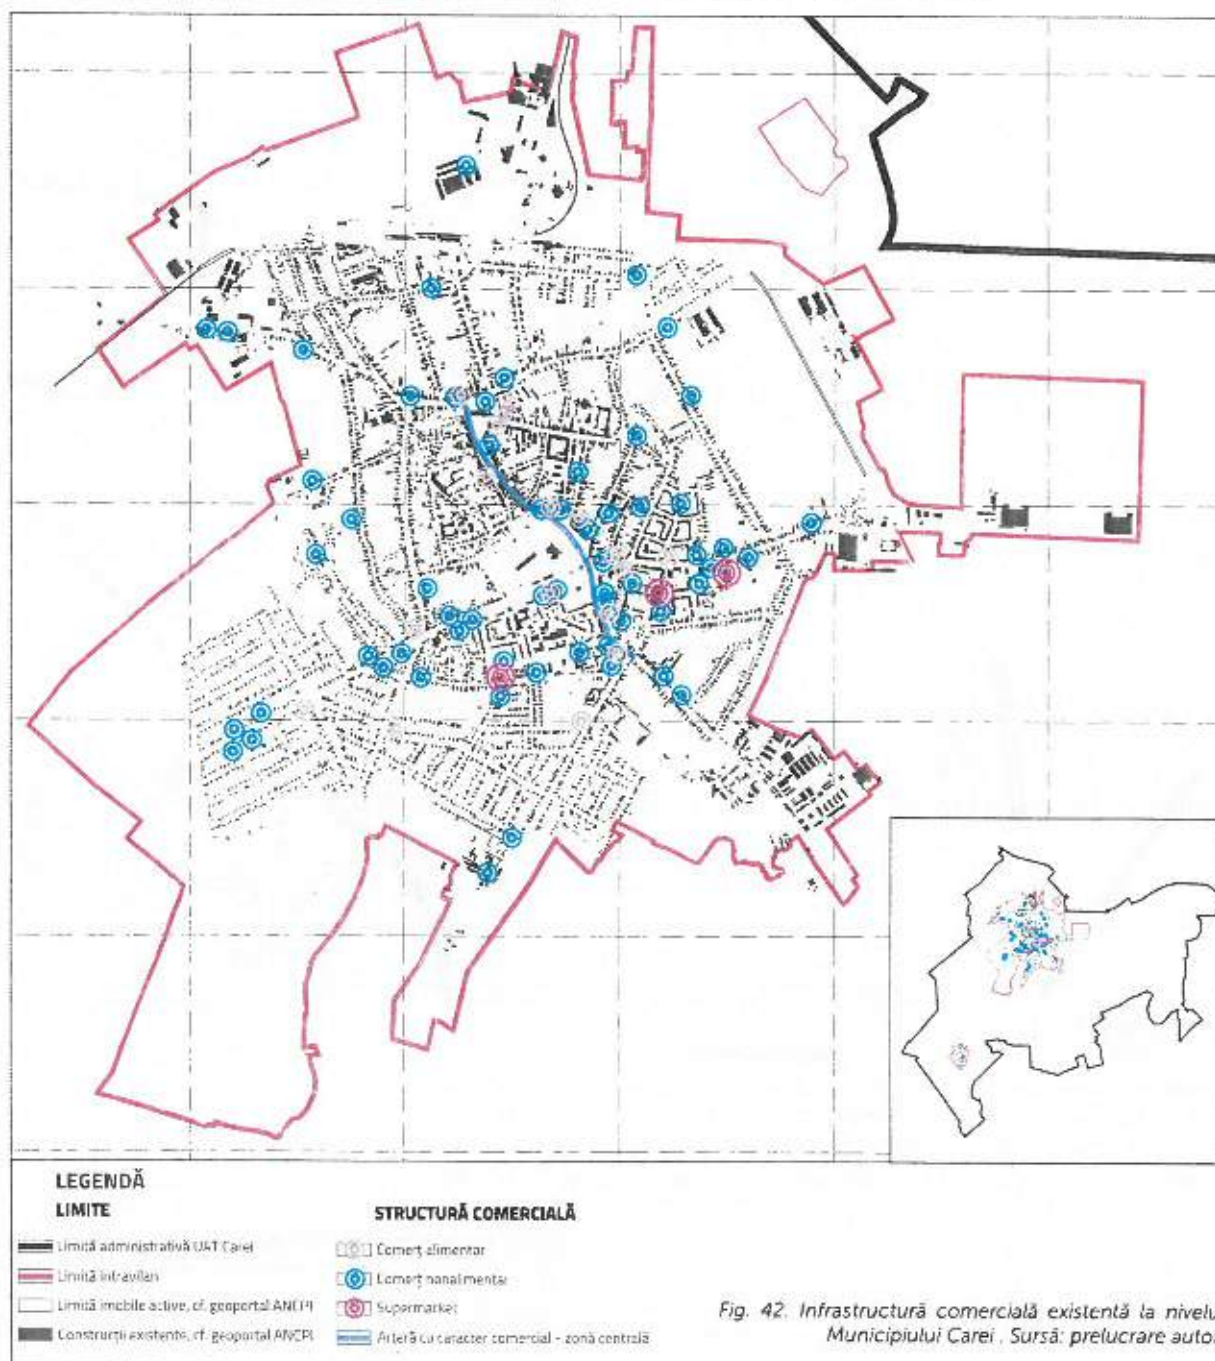 LEGENDĂ
LIMITE
Limită administrativă UAT Carei
Limită intravilan
Limită imobile active, cf. geoportal ANCPI
Construcții existente, cf. geoportal ANCPI
STRUCTURĂ COMERCIALĂ
Comerț alimentar
Comerț nonalimentar
Supermarket
Arteră cu caracter comercial - zonă centrală
Fig. 42. Infrastructură comercială existentă la nivelu
Municipiului Carei . Sursă: prelucrare auto